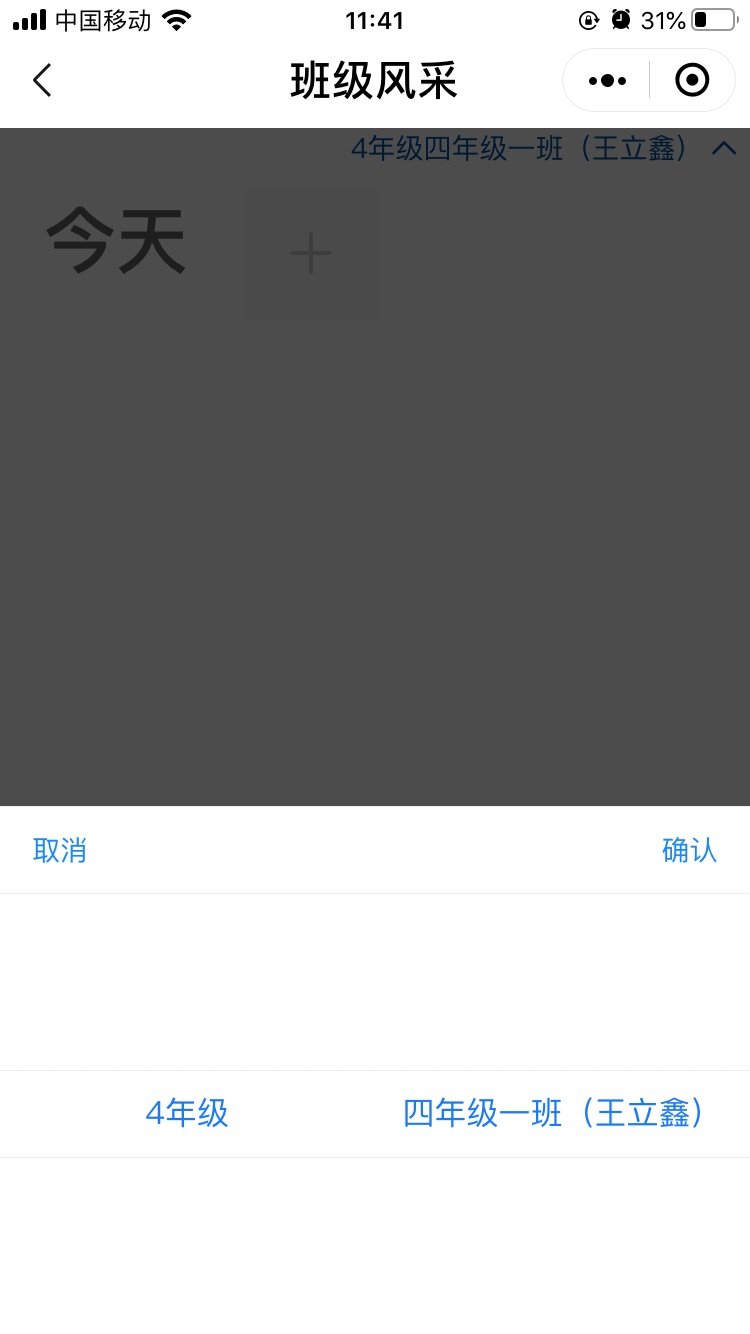 中国移动 11:41 31%
班级风采
4年级四年级一班（王立鑫）
今天
取消 确认
4年级 四年级一班（王立鑫）